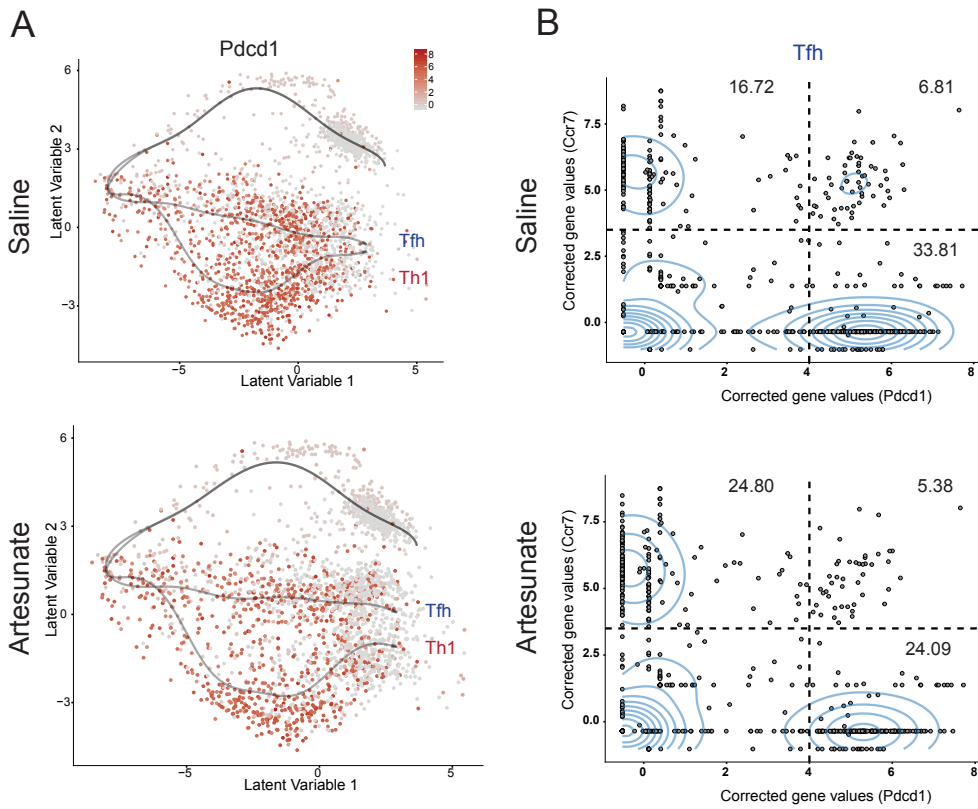 A
B
Pdcd1
Tfh
Saline
Latent Variable 2
6
3
0
−3
8
6
4
2
0
Tfh
Th1
−5
0
5
Latent Variable 1
Saline
Corrected gene values (Ccr7)
7.5
5.0
2.5
0.0
16.72
6.81
33.81
0
2
4
6
8
Corrected gene values (Pdcd1)
Artesunate
Latent Variable 2
6
3
0
−3
Tfh
Th1
−5
0
5
Latent Variable 1
Artesunate
Corrected gene values (Ccr7)
7.5
5.0
2.5
0.0
24.80
5.38
24.09
0
2
4
6
8
Corrected gene values (Pdcd1)